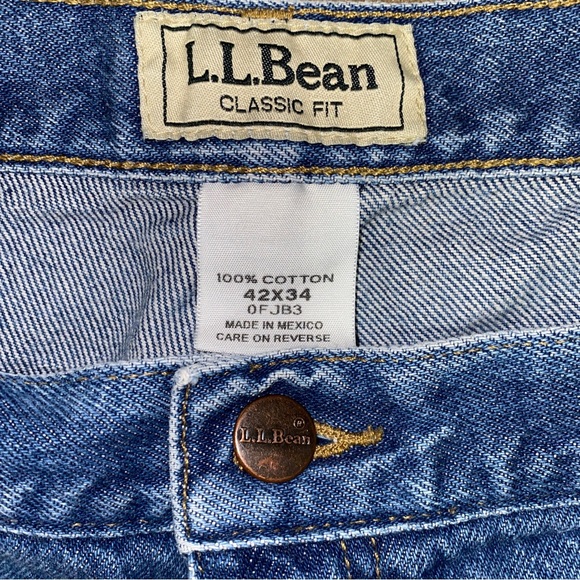 L.L.Bean
CLASSIC FIT
100% COTTON
42X34
0FJB3
MADE IN MEXICO
CARE ON REVERSE
®
L.L.Bean